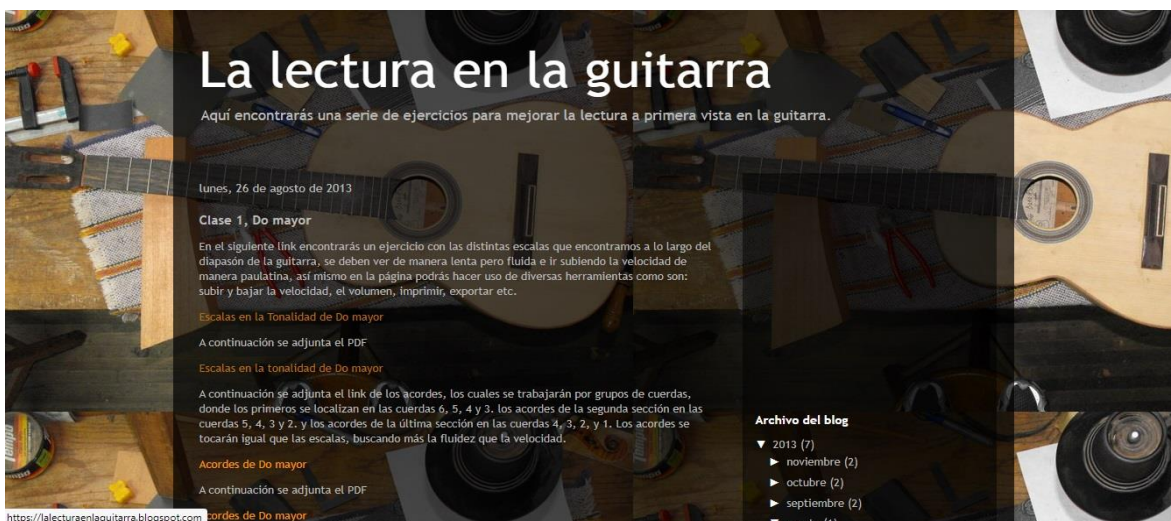 La lectura en la guitarra
Aquí encontrarás una serie de ejercicios para mejorar la lectura a primera vista en la guitarra.
lunes, 26 de agosto de 2013
Clase 1, Do mayor
En el siguiente link encontrarás un ejercicio con las distintas escalas que encontramos a lo largo del
diapasón de la guitarra, se deben ver de manera lenta pero fluida e ir subiendo la velocidad de
manera paulatina, así mismo en la página podrás hacer uso de diversas herramientas como son:
subir y bajar la velocidad, el volumen, imprimir, exportar etc.
Escalas en la Tonalidad de Do mayor
A continuación se adjunta el PDF
Escalas en la tonalidad de Do mayor
A continuación se adjunta el link de los acordes, los cuales se trabajarán por grupos de cuerdas,
donde los primeros se localizan en las cuerdas 6, 5, 4 y 3. los acordes de la segunda sección en las
cuerdas 5, 4, 3 y 2. y los acordes de la última sección en las cuerdas 4, 3, 2, y 1. Los acordes se
tocarán igual que las escalas, buscando más la fluidez que la velocidad.
Acordes de Do mayor
A continuación se adjunta el PDF
cordes de Do mayor
https://lalecturaenlaguitarra.blogspot.com
Archivo del blog
▼ 2013 (7)
► noviembre (2)
► octubre (2)
► septiembre (2)